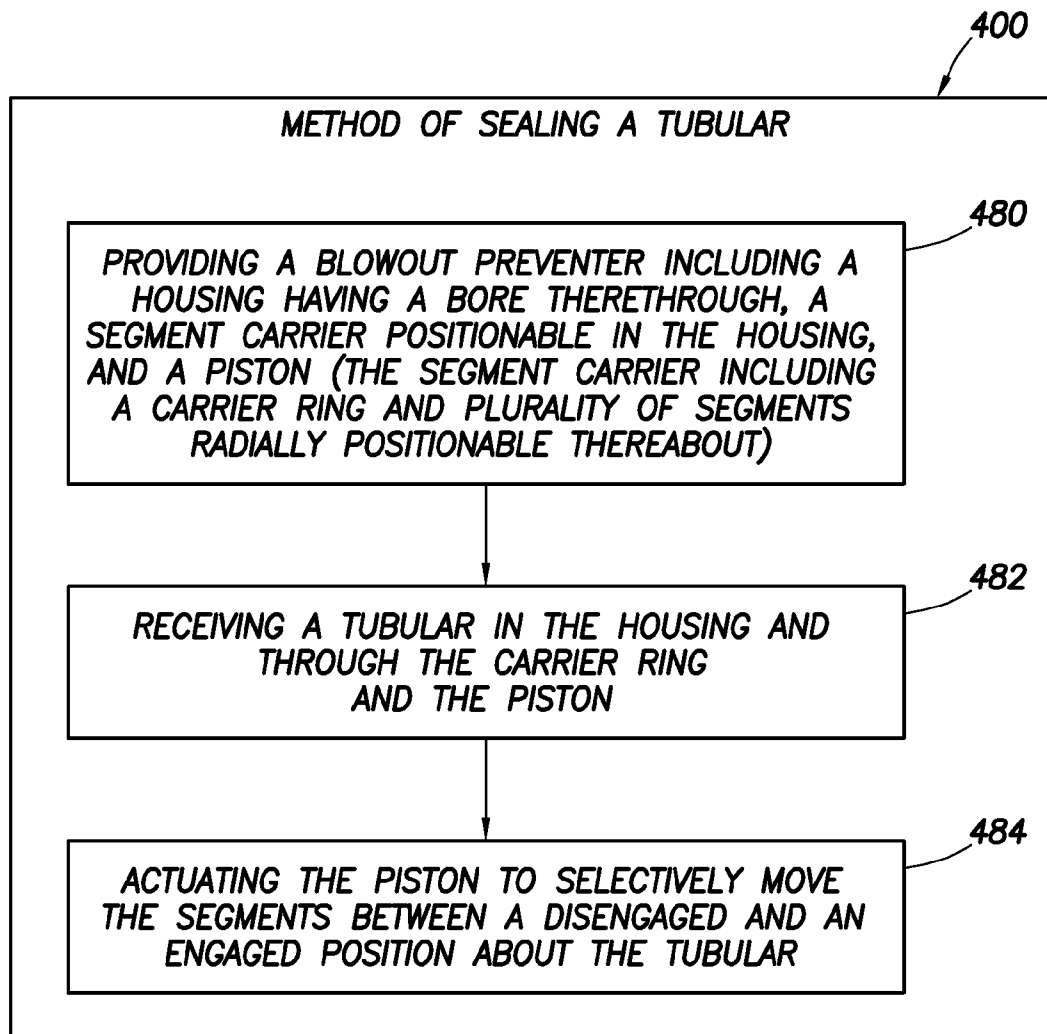 400
METHOD OF SEALING A TUBULAR
480
PROVIDING A BLOWOUT PREVENTER INCLUDING A
HOUSING HAVING A BORE THERETHROUGH, A
SEGMENT CARRIER POSITIONABLE IN THE HOUSING,
AND A PISTON (THE SEGMENT CARRIER INCLUDING
A CARRIER RING AND PLURALITY OF SEGMENTS
RADIALLY POSITIONABLE THEREABOUT)
482
RECEIVING A TUBULAR IN THE HOUSING AND
THROUGH THE CARRIER RING
AND THE PISTON
484
ACTUATING THE PISTON TO SELECTIVELY MOVE
THE SEGMENTS BETWEEN A DISENGAGED AND AN
ENGAGED POSITION ABOUT THE TUBULAR